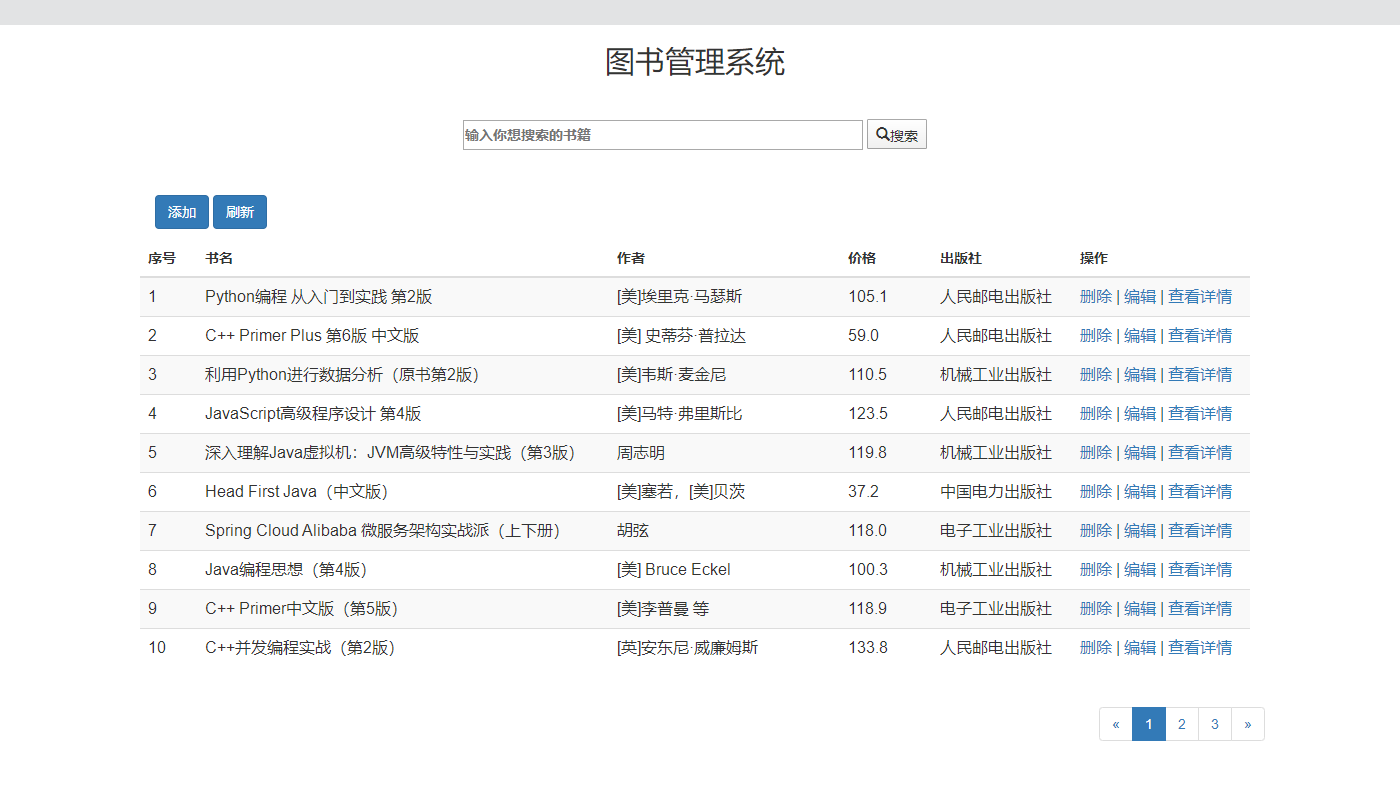 图书管理系统
输入你想搜索的书籍 搜索
添加 刷新
序号 书名 作者 价格 出版社 操作
1 Python编程 从入门到实践 第2版 [美]埃里克·马瑟斯 105.1 人民邮电出版社 删除 | 编辑 | 查看详情
2 C++ Primer Plus 第6版 中文版 [美] 史蒂芬·普拉达 59.0 人民邮电出版社 删除 | 编辑 | 查看详情
3 利用Python进行数据分析（原书第2版） [美]韦斯·麦金尼 110.5 机械工业出版社 删除 | 编辑 | 查看详情
4 JavaScript高级程序设计 第4版 [美]马特·弗里斯比 123.5 人民邮电出版社 删除 | 编辑 | 查看详情
5 深入理解Java虚拟机：JVM高级特性与实践（第3版） 周志明 119.8 机械工业出版社 删除 | 编辑 | 查看详情
6 Head First Java（中文版） [美]塞若，[美]贝茨 37.2 中国电力出版社 删除 | 编辑 | 查看详情
7 Spring Cloud Alibaba 微服务架构实战派（上下册） 胡弦 118.0 电子工业出版社 删除 | 编辑 | 查看详情
8 Java编程思想（第4版） [美] Bruce Eckel 100.3 机械工业出版社 删除 | 编辑 | 查看详情
9 C++ Primer中文版（第5版） [美]李普曼 等 118.9 电子工业出版社 删除 | 编辑 | 查看详情
10 C++并发编程实战（第2版） [英]安东尼·威廉姆斯 133.8 人民邮电出版社 删除 | 编辑 | 查看详情
« 1 2 3 »